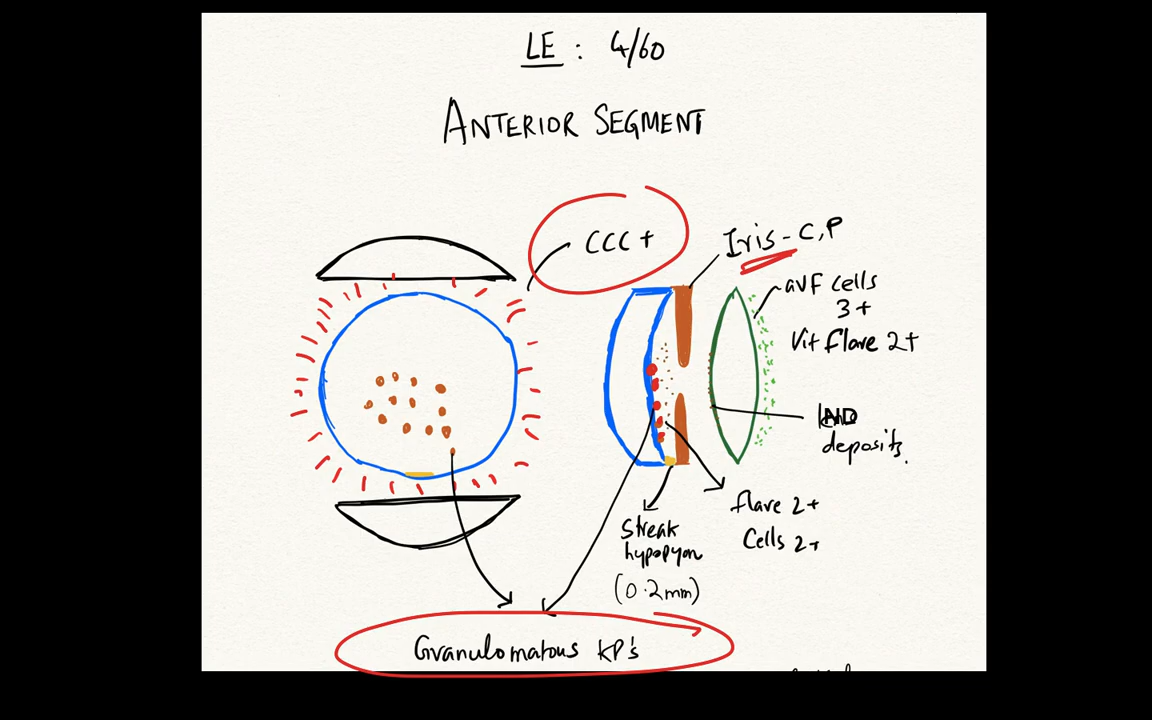 LE : 4/60
ANTERIOR SEGMENT
CCC +
Iris - C, P
avf cells
3+
Vit flare 2+
deposits.
flare 2+
Cells 2+
Streak
hypopyon
(0.2mm)
Granulomatous KP's